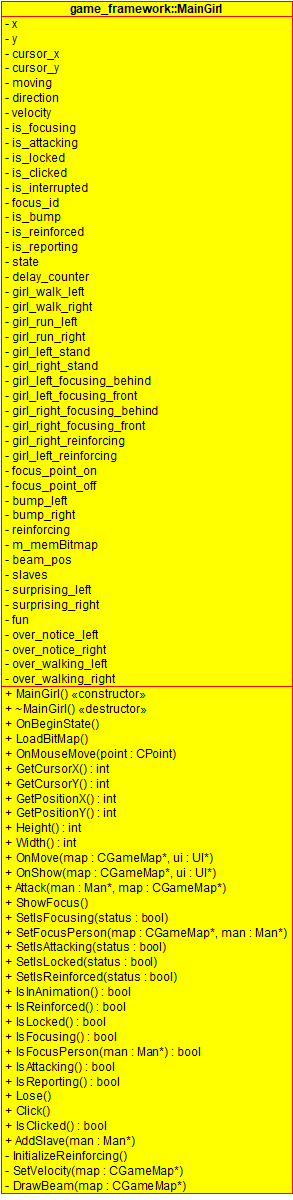 game_framework::MainGirl
- x
- y
- cursor_x
- cursor_y
- moving
- direction
- velocity
- is_focusing
- is_attacking
- is_locked
- is_clicked
- is_interrupted
- focus_id
- is_bump
- is_reinforced
- is_reporting
- state
- delay_counter
- girl_walk_left
- girl_walk_right
- girl_run_left
- girl_run_right
- girl_left_stand
- girl_right_stand
- girl_left_focusing_behind
- girl_left_focusing_front
- girl_right_focusing_behind
- girl_right_focusing_front
- girl_right_reinforcing
- girl_left_reinforcing
- focus_point_on
- focus_point_off
- bump_left
- bump_right
- reinforcing
- m_memBitmap
- beam_pos
- slaves
- surprising_left
- surprising_right
- fun
- over_notice_left
- over_notice_right
- over_walking_left
- over_walking_right
+ MainGirl() «constructor»
+ ~MainGirl() «destructor»
+ OnBeginState()
+ LoadBitMap()
+ OnMouseMove(point : CPoint)
+ GetCursorX() : int
+ GetCursorY() : int
+ GetPositionX() : int
+ GetPositionY() : int
+ Height() : int
+ Width() : int
+ OnMove(map : CGameMap*, ui : UI*)
+ OnShow(map : CGameMap*, ui : UI*)
+ Attack(man : Man*, map : CGameMap*)
+ ShowFocus()
+ SetIsFocusing(status : bool)
+ SetFocusPerson(map : CGameMap*, man : Man*)
+ SetIsAttacking(status : bool)
+ SetIsLocked(status : bool)
+ SetIsReinforced(status : bool)
+ IsInAnimation() : bool
+ IsReinforced() : bool
+ IsLocked() : bool
+ IsFocusing() : bool
+ IsFocusPerson(man : Man*) : bool
+ IsAttacking() : bool
+ IsReporting() : bool
+ Lose()
+ Click()
+ IsClicked() : bool
+ AddSlave(man : Man*)
- InitializeReinforcing()
- SetVelocity(map : CGameMap*)
- DrawBeam(map : CGameMap*)